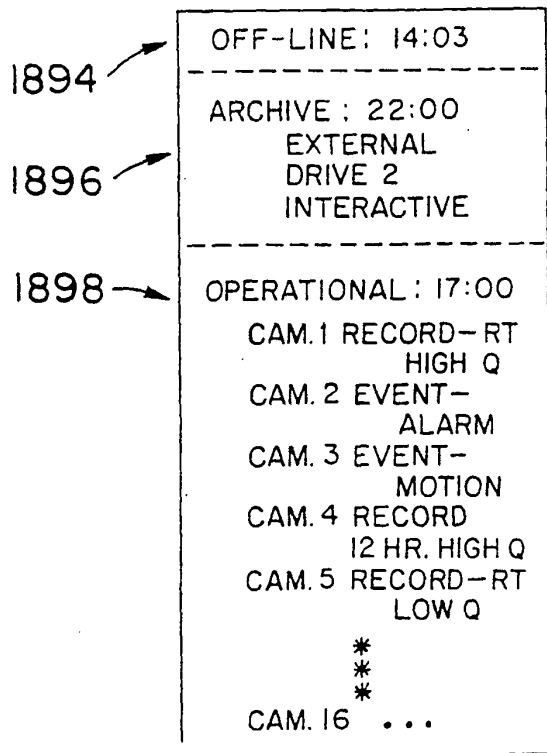 1894
OFF-LINE: 14:03
1896
ARCHIVE: 22:00
EXTERNAL
DRIVE 2
INTERACTIVE
1898
OPERATIONAL: 17:00
CAM. 1 RECORD-RT
HIGH Q
CAM. 2 EVENT-
ALARM
CAM. 3 EVENT-
MOTION
CAM. 4 RECORD
12 HR. HIGH Q
CAM. 5 RECORD-RT
LOW Q
*
*
*
CAM. 16 •••